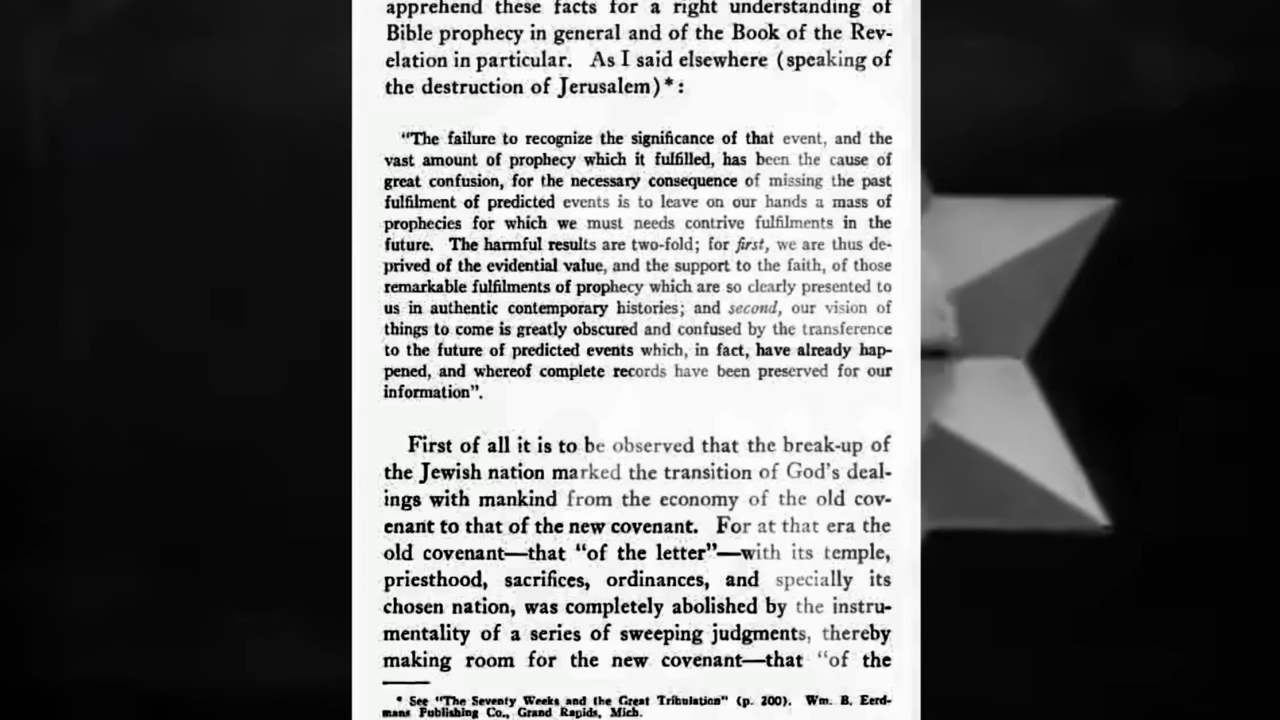 apprehend these facts for a right understanding of
Bible prophecy in general and of the Book of the Rev-
elation in particular. As I said elsewhere (speaking of
the destruction of Jerusalem)*:
"The failure to recognize the significance of that event, and the
vast amount of prophecy which it fulfilled, has been the cause of
great confusion, for the necessary consequence of missing the past
fulfilment of predicted events is to leave on our hands a mass of
prophecies for which we must needs contrive fulfilments in the
future. The harmful results are two-fold; for first, we are thus de-
prived of the evidential value, and the support to the faith, of those
remarkable fulfilments of prophecy which are so clearly presented to
us in authentic contemporary histories; and second, our vision of
things to come is greatly obscured and confused by the transference
to the future of predicted events which, in fact, have already hap-
pened, and whereof complete records have been preserved for our
information".
First of all it is to be observed that the break-up of
the Jewish nation marked the transition of God's deal-
ings with mankind from the economy of the old cov-
enant to that of the new covenant. For at that era the
old covenant—that "of the letter"—with its temple,
priesthood, sacrifices, ordinances, and specially its
chosen nation, was completely abolished by the instru-
mentality of a series of sweeping judgments, thereby
making room for the new covenant—that "of the
* See "The Seventy Weeks and the Great Tribulation" (p. 200). Wm. B. Eerd-
mans Publishing Co., Grand Rapids, Mich.